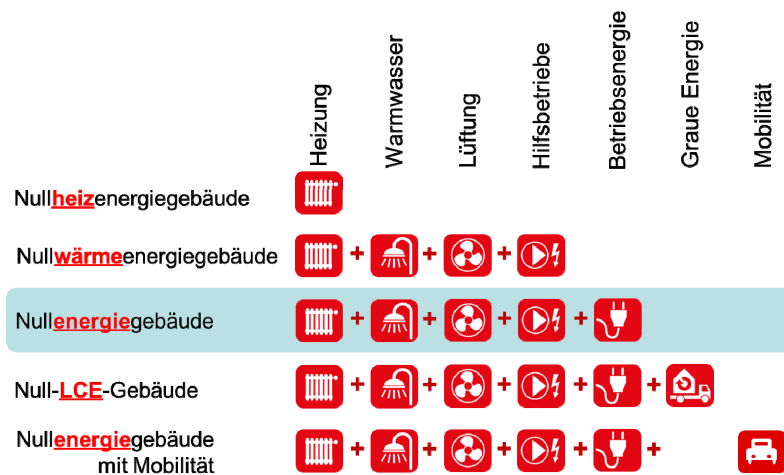 Heizung
Warmwasser
Lüftung
Hilfsbetriebe
Betriebsenergie
Graue Energie
Mobilität
Nullheizenergiegebäude
Nullwärmeenergiegebäude
Nullenergiegebäude
Null-LCE-Gebäude
Nullenergiegebäude
mit Mobilität